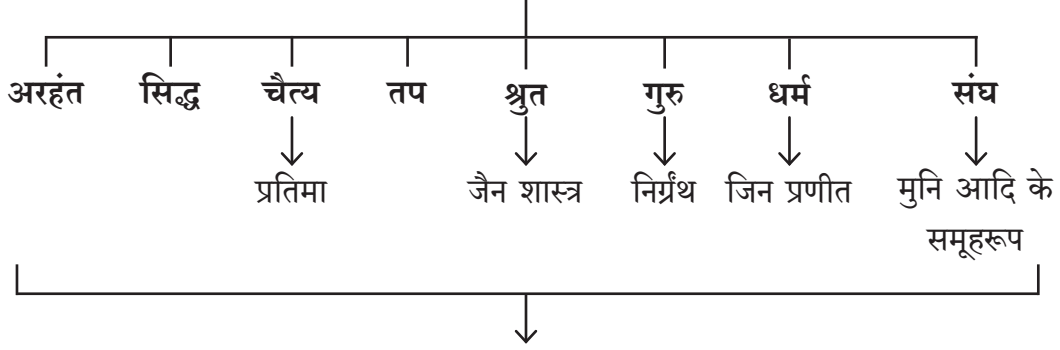 अरहंत सिद्ध चैत्य तप श्रुत गुरु धर्म संघ
प्रतिमा जैन शास्त्र निर्ग्रंथ जिन प्रणीत मुनि आदि के
समूहरूप